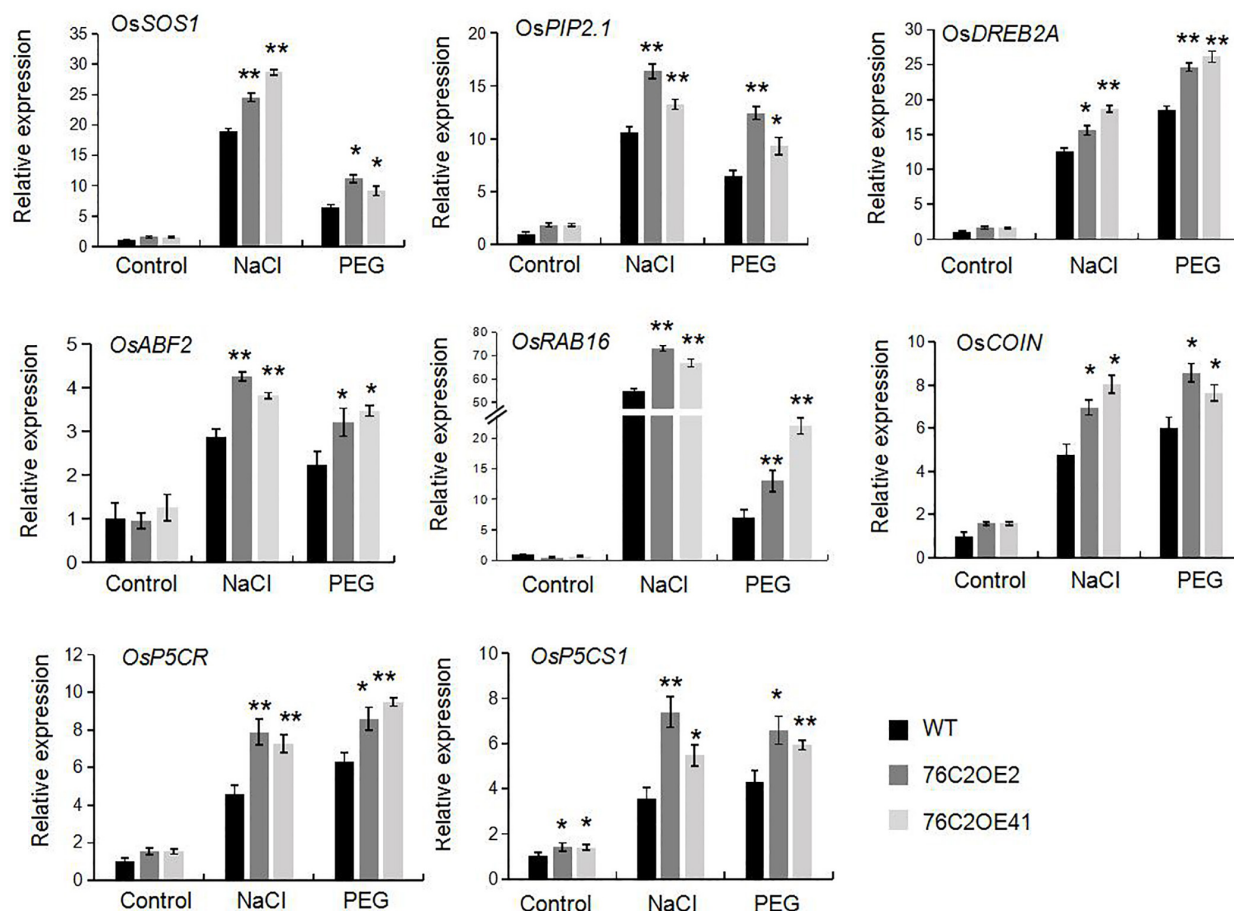 OsSOS1
Relative expression
40
35
30
25
20
15
10
5
0
** ** * *
Control NaCl PEG
OsPIP2.1
Relative expression
20
15
10
5
0
** ** ** *
Control NaCl PEG
OsDREB2A
Relative expression
30
25
20
15
10
5
0
* ** ** **
Control NaCl PEG
OsABF2
Relative expression
5
4
3
2
1
0
** ** * *
Control NaCl PEG
OsRAB16
Relative expression
80
70
60
50
60
20
15
10
5
0
** ** ** **
Control NaCl PEG
OsCOIN
Relative expression
10
8
6
4
2
0
* * * *
Control NaCl PEG
OsP5CR
Relative expression
12
10
8
6
4
2
0
** ** * **
Control NaCl PEG
OsP5CS1
Relative expression
10
8
6
4
2
0
* * ** * * **
Control NaCl PEG
WT
76C2OE2
76C2OE41